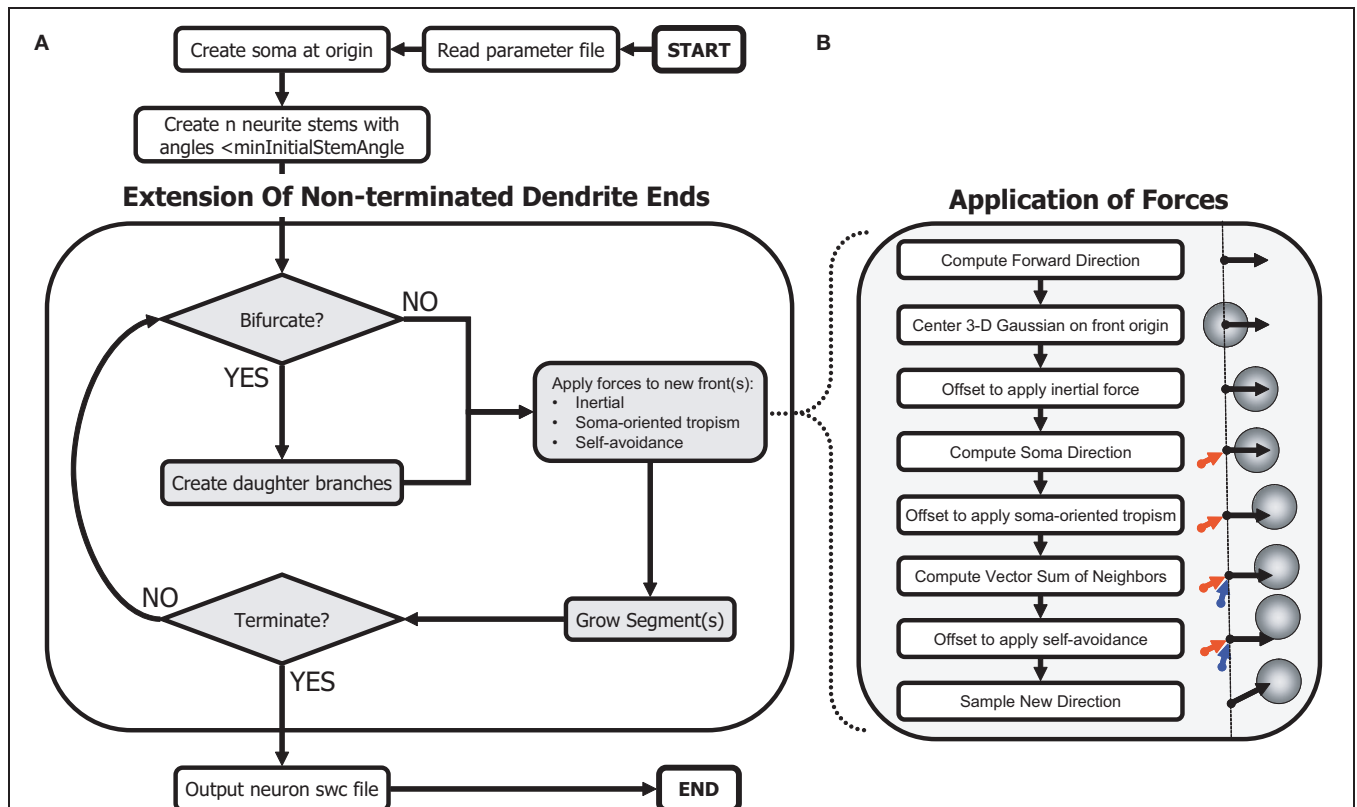 A
B
START
Read parameter file
Create soma at origin
Create n neurite stems with
angles <minInitialStemAngle
Extension Of Non-terminated Dendrite Ends
Bifurcate?
NO
YES
Create daughter branches
Apply forces to new front(s):
• Inertial
• Soma-oriented tropism
• Self-avoidance
Grow Segment(s)
Terminate?
NO
YES
Output neuron swc file
END
Application of Forces
Compute Forward Direction
Center 3-D Gaussian on front origin
Offset to apply inertial force
Compute Soma Direction
Offset to apply soma-oriented tropism
Compute Vector Sum of Neighbors
Offset to apply self-avoidance
Sample New Direction